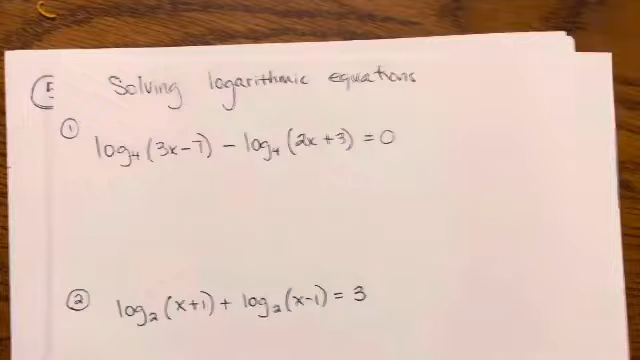 5
Solving logarithmic equations
① log₄(3x-7) - log₄(2x+3) = 0
② log₂(x+1) + log₂(x-1) = 3